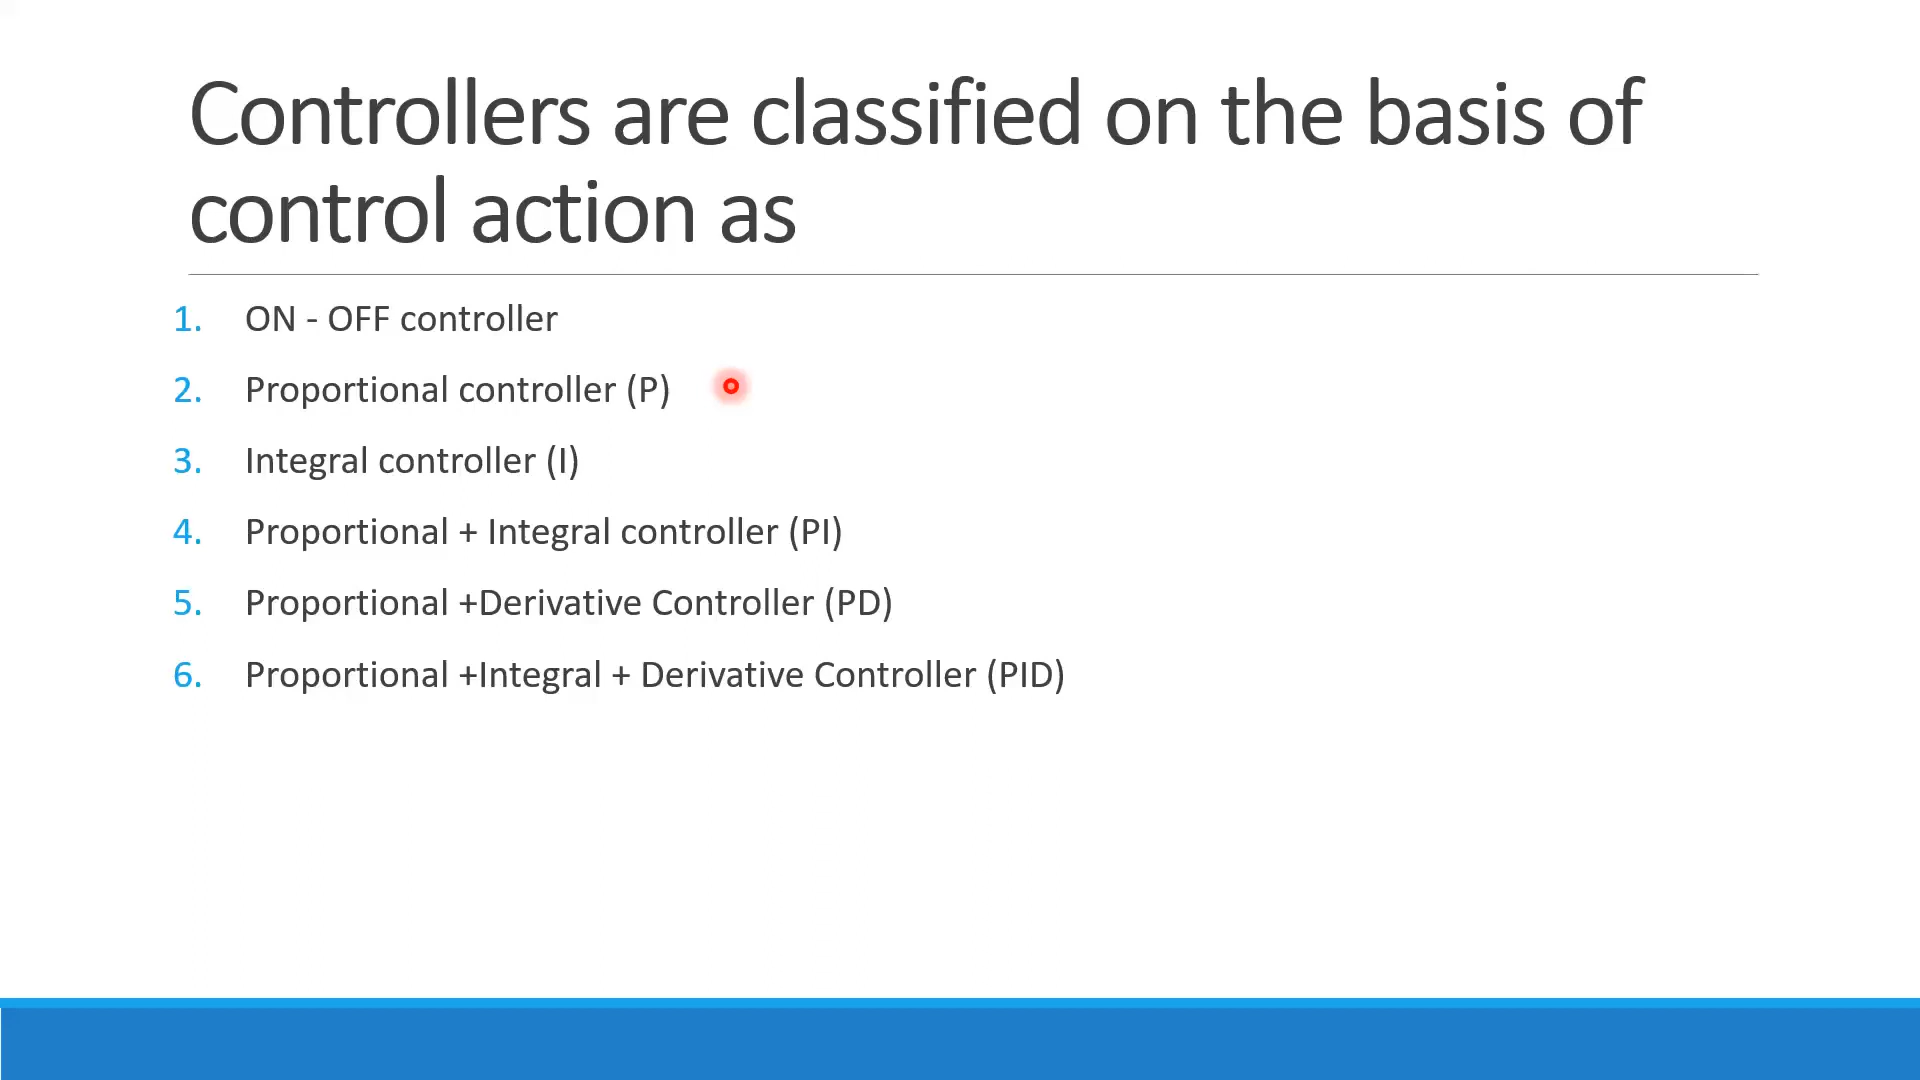 Controllers are classified on the basis of
control action as
1. ON - OFF controller
2. Proportional controller (P)
3. Integral controller (I)
4. Proportional + Integral controller (PI)
5. Proportional +Derivative Controller (PD)
6. Proportional +Integral + Derivative Controller (PID)